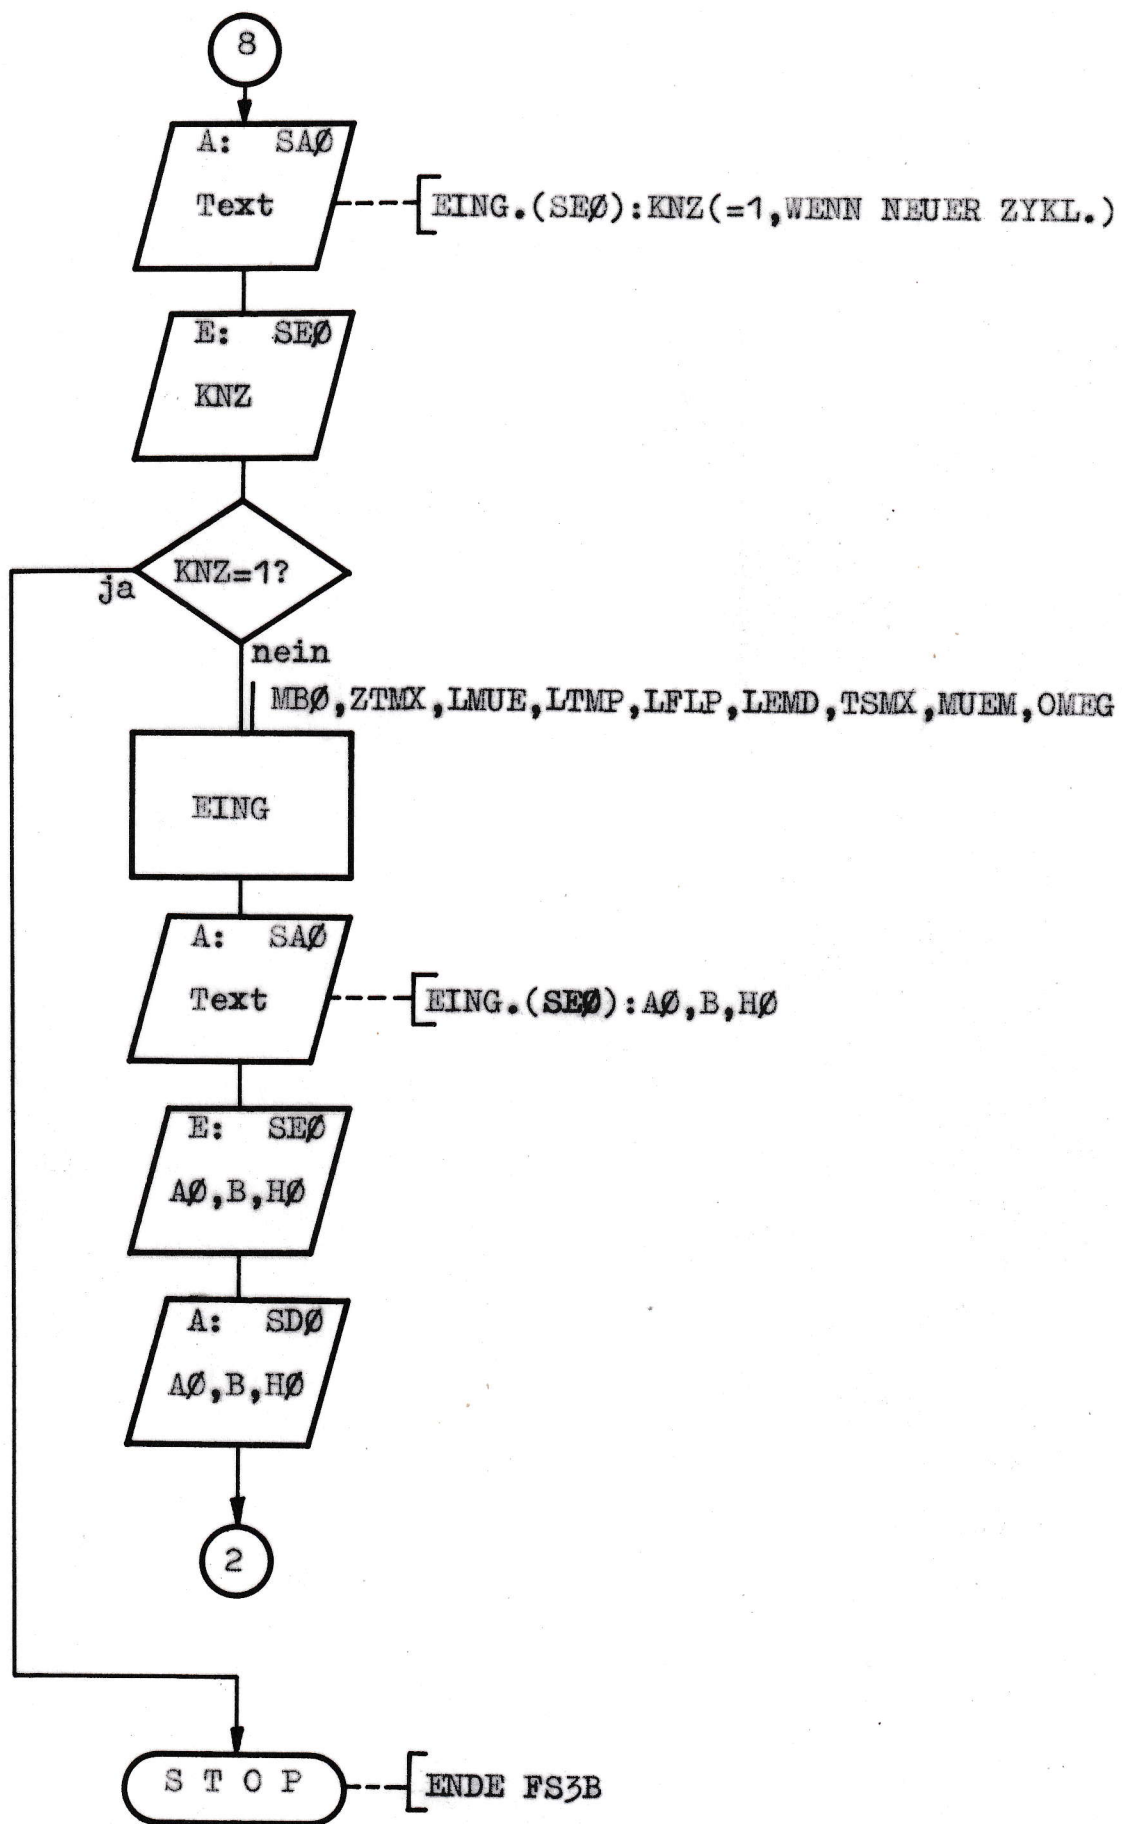 8
A: SAØ
Text
EING.(SEØ):KNZ(=1,WENN NEUER ZYKL.)
E: SEØ
KNZ
KNZ=1?
ja
nein
MBØ,ZTMX,LMUE,LTMP,LFLP,LEMD,TSMX,MUEM,OMEG
EING
A: SAØ
Text
EING.(SEØ):AØ,B,HØ
E: SEØ
AØ,B,HØ
A: SDØ
AØ,B,HØ
2
S T O P
ENDE FS3B